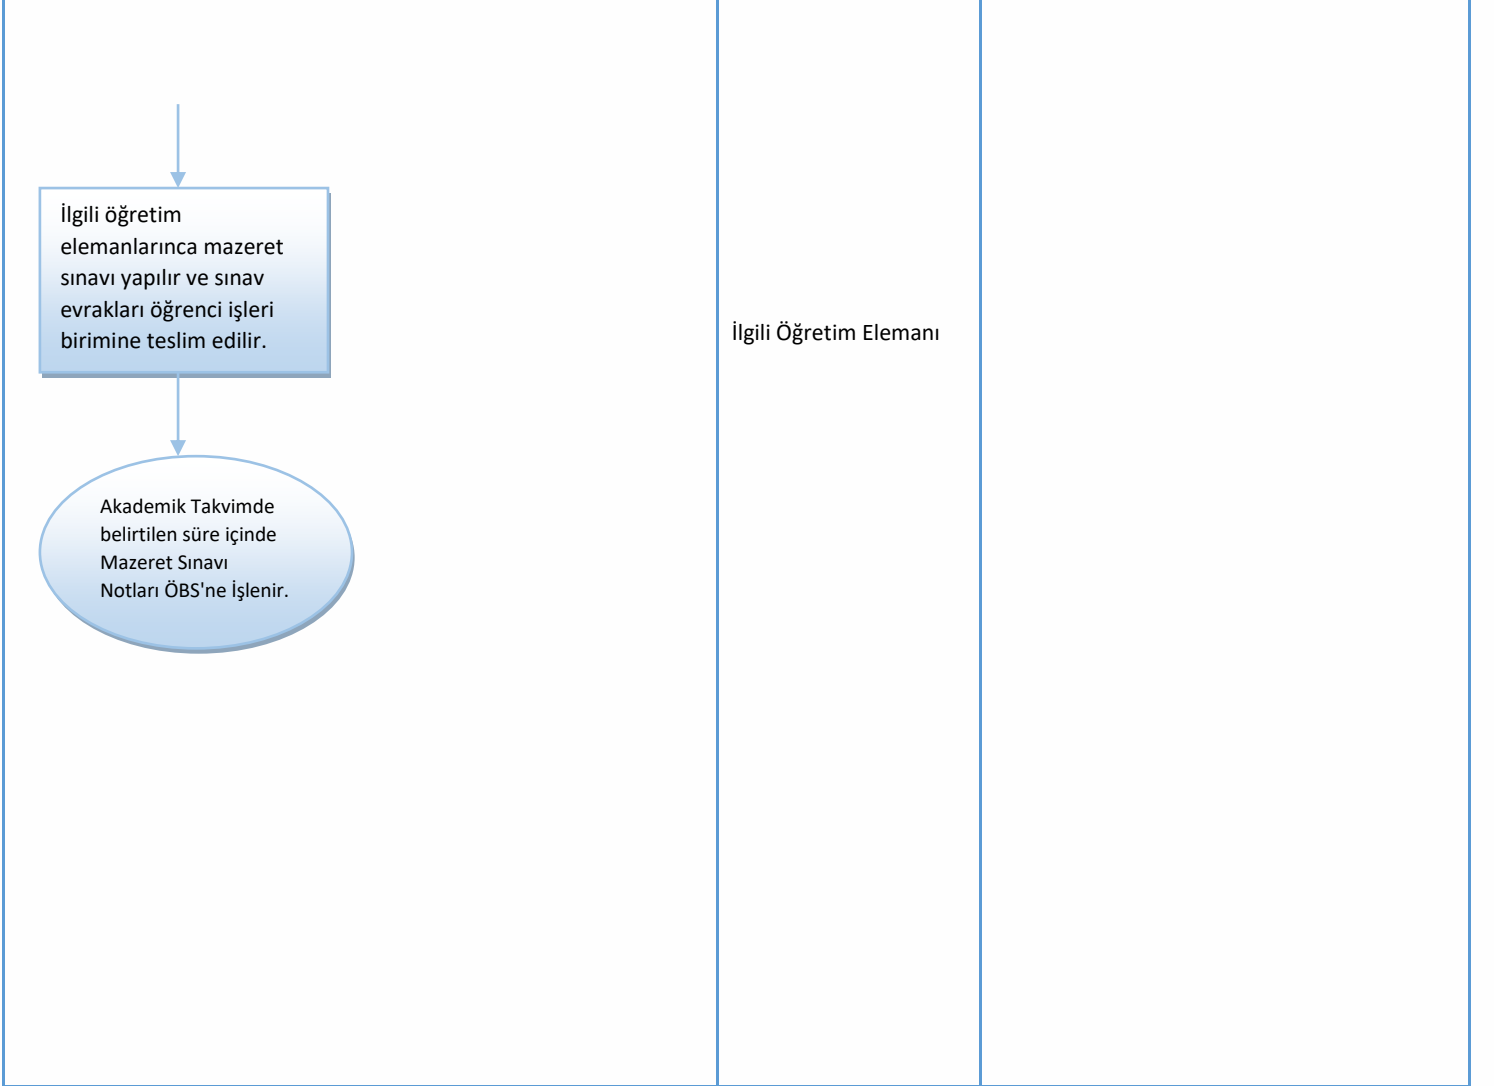 İlgili öğretim
elemanlarınca mazeret
sınavı yapılır ve sınav
evrakları öğrenci işleri
birimine teslim edilir.
İlgili Öğretim Elemanı
Akademik Takvimde
belirtilen süre içinde
Mazeret Sınavı
Notları ÖBS'ne İşlenir.